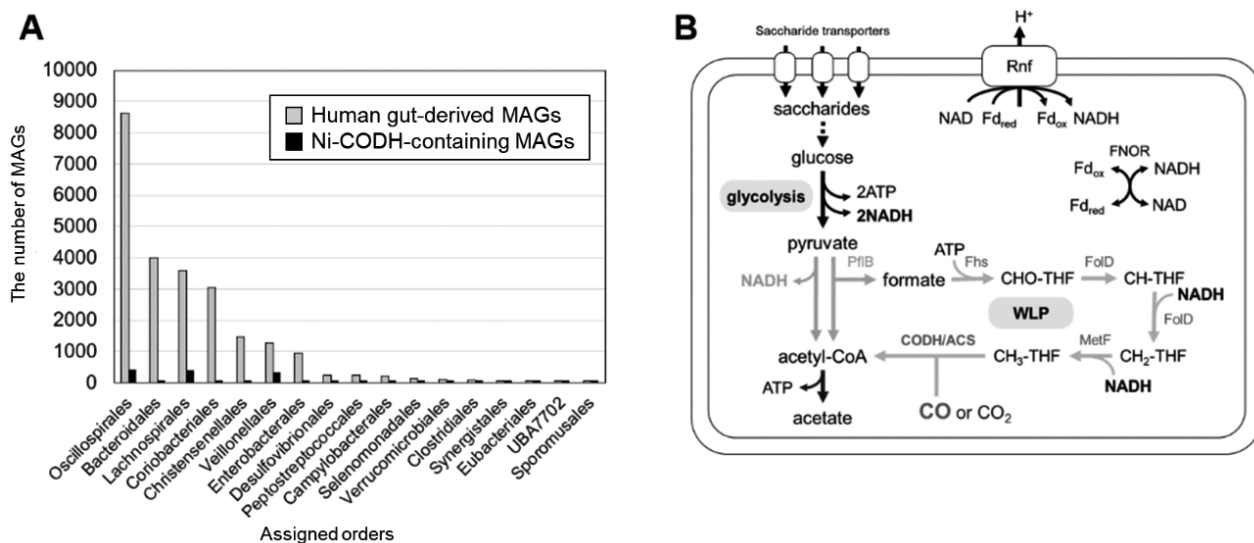 A
The number of MAGs
10000
9000
8000
7000
6000
5000
4000
3000
2000
1000
0
Human gut-derived MAGs
Ni-CODH-containing MAGs
Oscillospirales
Bacteroidales
Lachnospirales
Coriobacteriales
Christensenellales
Veillonellales
Enterobacterales
Desulfovibrionales
Peptostreptococcales
Campylobacterales
Selenomonadales
Verrucomicrobiales
Clostridiales
Synergistales
Eubacteriales
UBA7702
Sporomusales
Assigned orders
B
Saccharide transporters
H+
Rnf
saccharides
NAD Fdred Fdox NADH
glucose
FNOR
Fdox NADH
Fdred NAD
glycolysis
2ATP
2NADH
pyruvate
NADH
PflB
formate
ATP
Fhs
CHO-THF
FolD
CH-THF
NADH
FolD
WLP
CH2-THF
MetF
NADH
CH3-THF
CODH/ACS
CO or CO2
acetyl-CoA
ATP
acetate